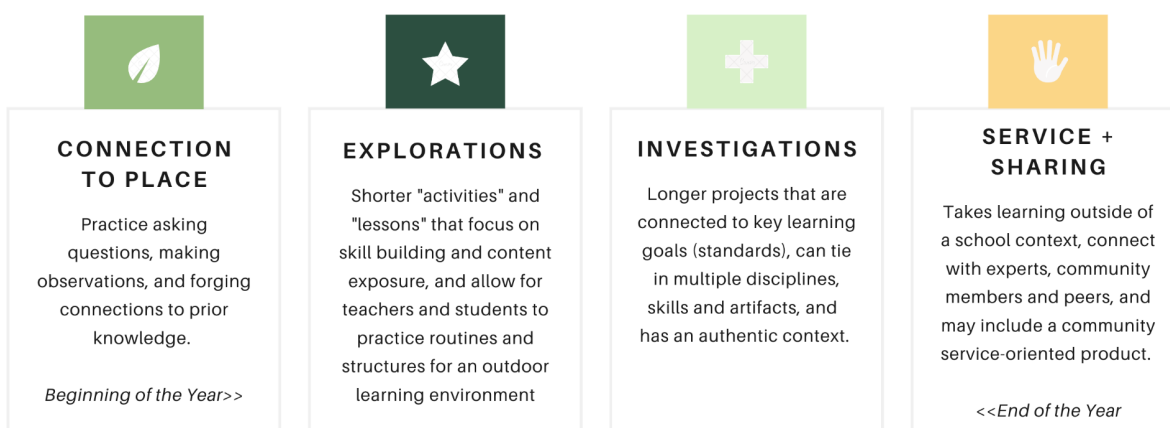 CONNECTION
TO PLACE
Practice asking
questions, making
observations, and forging
connections to prior
knowledge.
Beginning of the Year>>
EXPLORATIONS
Shorter "activities" and
"lessons" that focus on
skill building and content
exposure, and allow for
teachers and students to
practice routines and
structures for an outdoor
learning environment
INVESTIGATIONS
Longer projects that are
connected to key learning
goals (standards), can tie
in multiple disciplines,
skills and artifacts, and
has an authentic context.
SERVICE +
SHARING
Takes learning outside of
a school context, connect
with experts, community
members and peers, and
may include a community
service-oriented product.
<<End of the Year